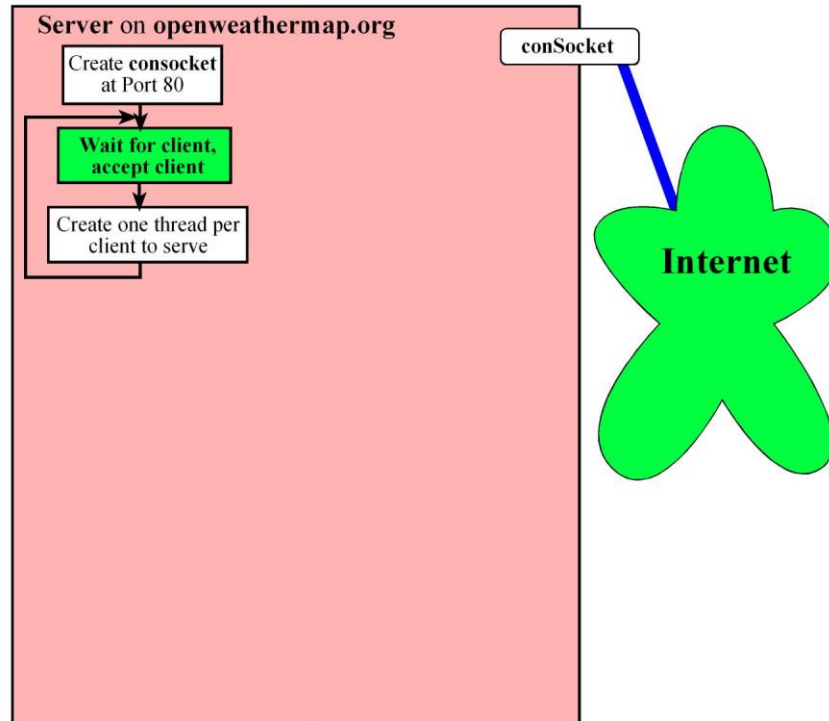 Server on openweathermap.org
conSocket
Create consocket
at Port 80
Wait for client,
accept client
Create one thread per
client to serve
Internet